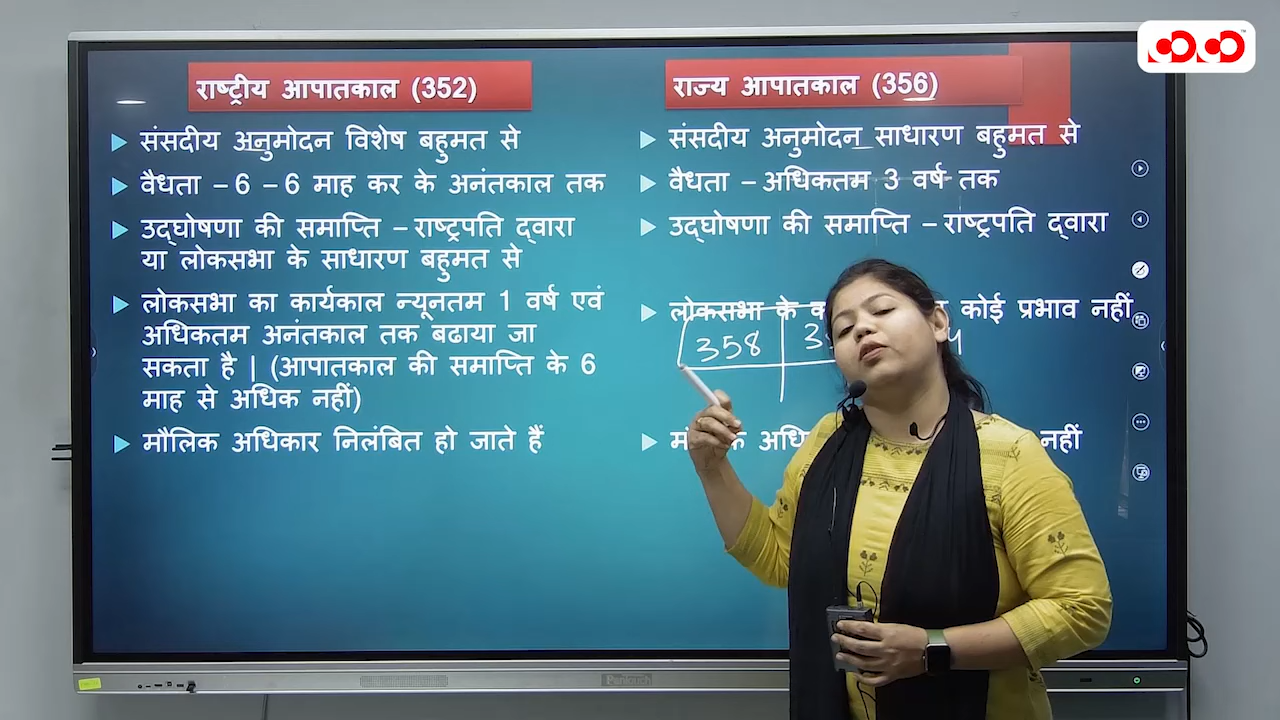 राष्ट्रीय आपातकाल (352)
संसदीय अनुमोदन विशेष बहुमत से
वैधता – 6 – 6 माह कर के अनंतकाल तक
उद्घोषणा की समाप्ति – राष्ट्रपति द्वारा
या लोकसभा के साधारण बहुमत से
लोकसभा का कार्यकाल न्यूनतम 1 वर्ष एवं
अधिकतम अनंतकाल तक बढाया जा
सकता है | (आपातकाल की समाप्ति के 6
माह से अधिक नहीं)
मौलिक अधिकार निलंबित हो जाते हैं
राज्य आपातकाल (356)
संसदीय अनुमोदन साधारण बहुमत से
वैधता – अधिकतम 3 वर्ष तक
उद्घोषणा की समाप्ति – राष्ट्रपति द्वारा
लोकसभा के कोई प्रभाव नहीं
358
नहीं